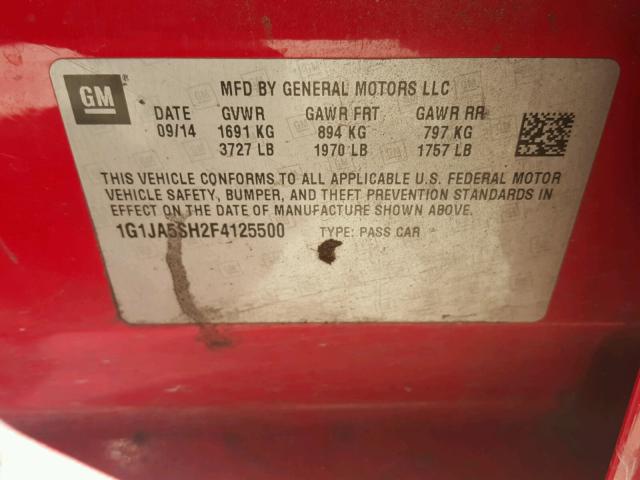 GM
MFD BY GENERAL MOTORS LLC
DATE GVWR GAWR FRT GAWR RR
09/14 1691 KG 894 KG 797 KG
3727 LB 1970 LB 1757 LB
THIS VEHICLE CONFORMS TO ALL APPLICABLE U.S. FEDERAL MOTOR
VEHICLE SAFETY, BUMPER, AND THEFT PREVENTION STANDARDS IN
EFFECT ON THE DATE OF MANUFACTURE SHOWN ABOVE.
1G1JA5SH2F4125500 TYPE: PASS CAR